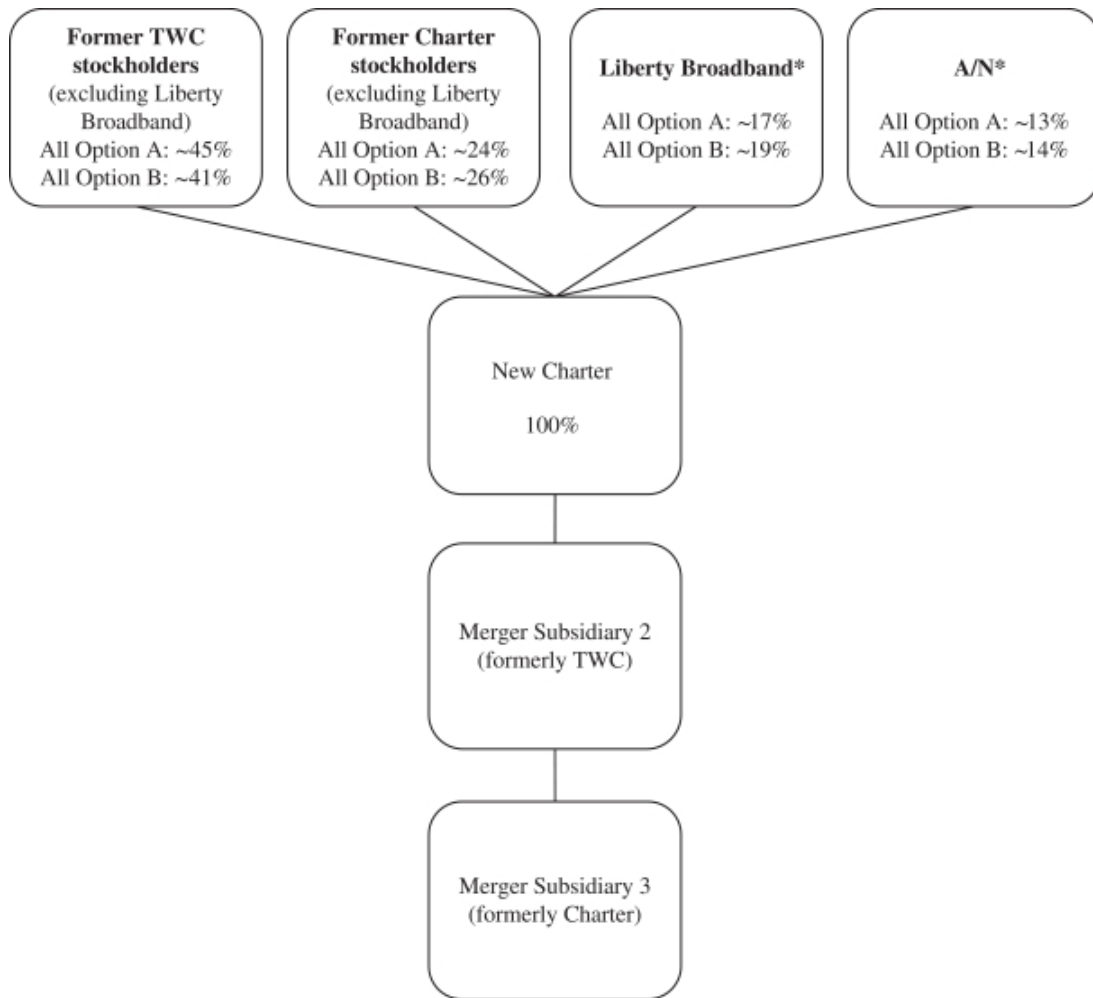 Former TWC
stockholders
(excluding Liberty
Broadband)
All Option A: ~45%
All Option B: ~41%
Former Charter
stockholders
(excluding Liberty
Broadband)
All Option A: ~24%
All Option B: ~26%
Liberty Broadband*
All Option A: ~17%
All Option B: ~19%
A/N*
All Option A: ~13%
All Option B: ~14%
New Charter
100%
Merger Subsidiary 2
(formerly TWC)
Merger Subsidiary 3
(formerly Charter)